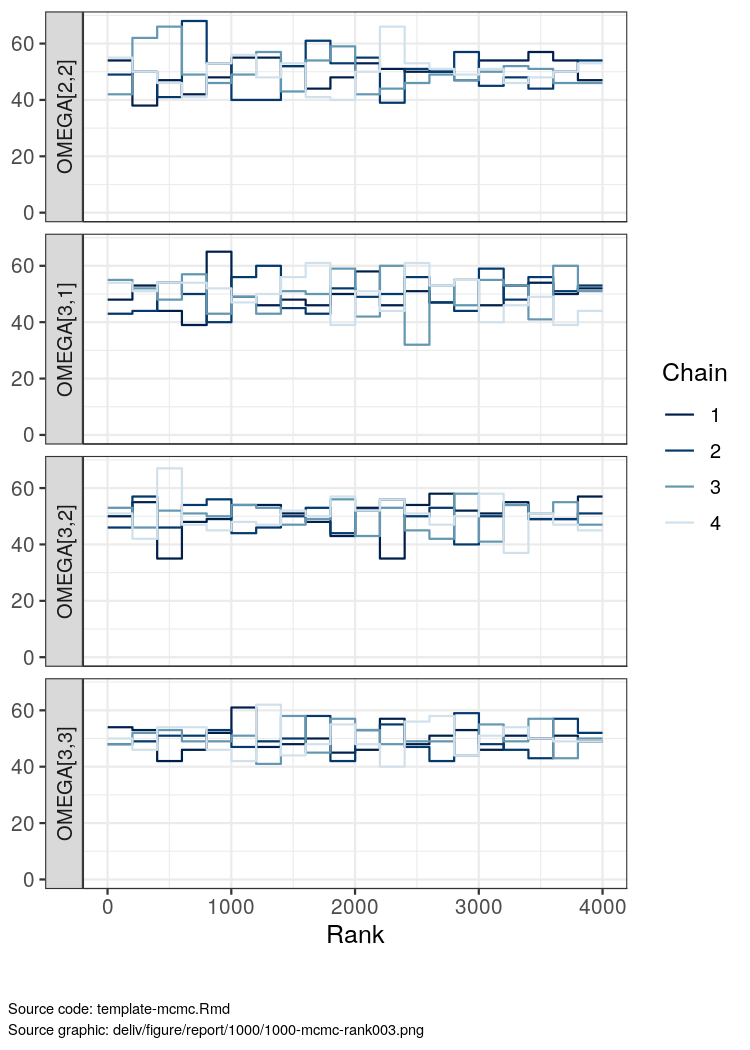 OMEGA[2,2]
60
40
20
0
OMEGA[3,1]
60
40
20
0
OMEGA[3,2]
60
40
20
0
OMEGA[3,3]
60
40
20
0
0 1000 2000 3000 4000
Rank
Chain
1
2
3
4
Source code: template-mcmc.Rmd
Source graphic: deliv/figure/report/1000/1000-mcmc-rank003.png